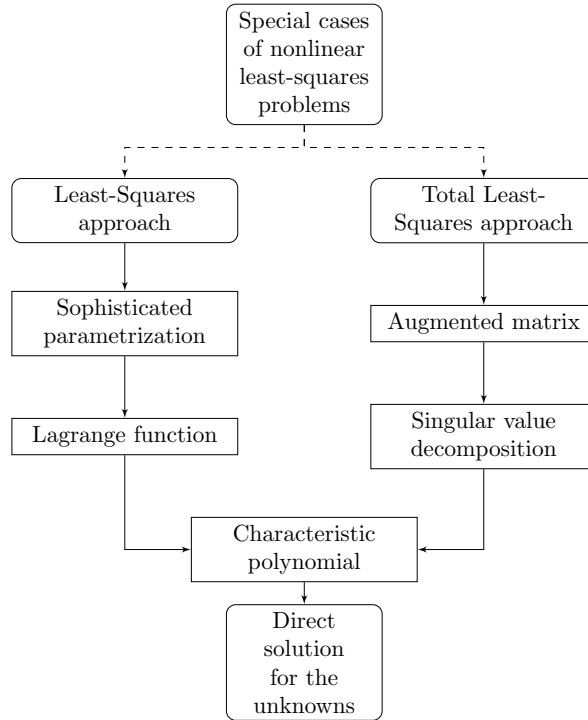 Special cases
of nonlinear
least-squares
problems
Least-Squares
approach
Total Least-
Squares approach
Sophisticated
parametrization
Augmented matrix
Lagrange function
Singular value
decomposition
Characteristic
polynomial
Direct
solution
for the
unknowns